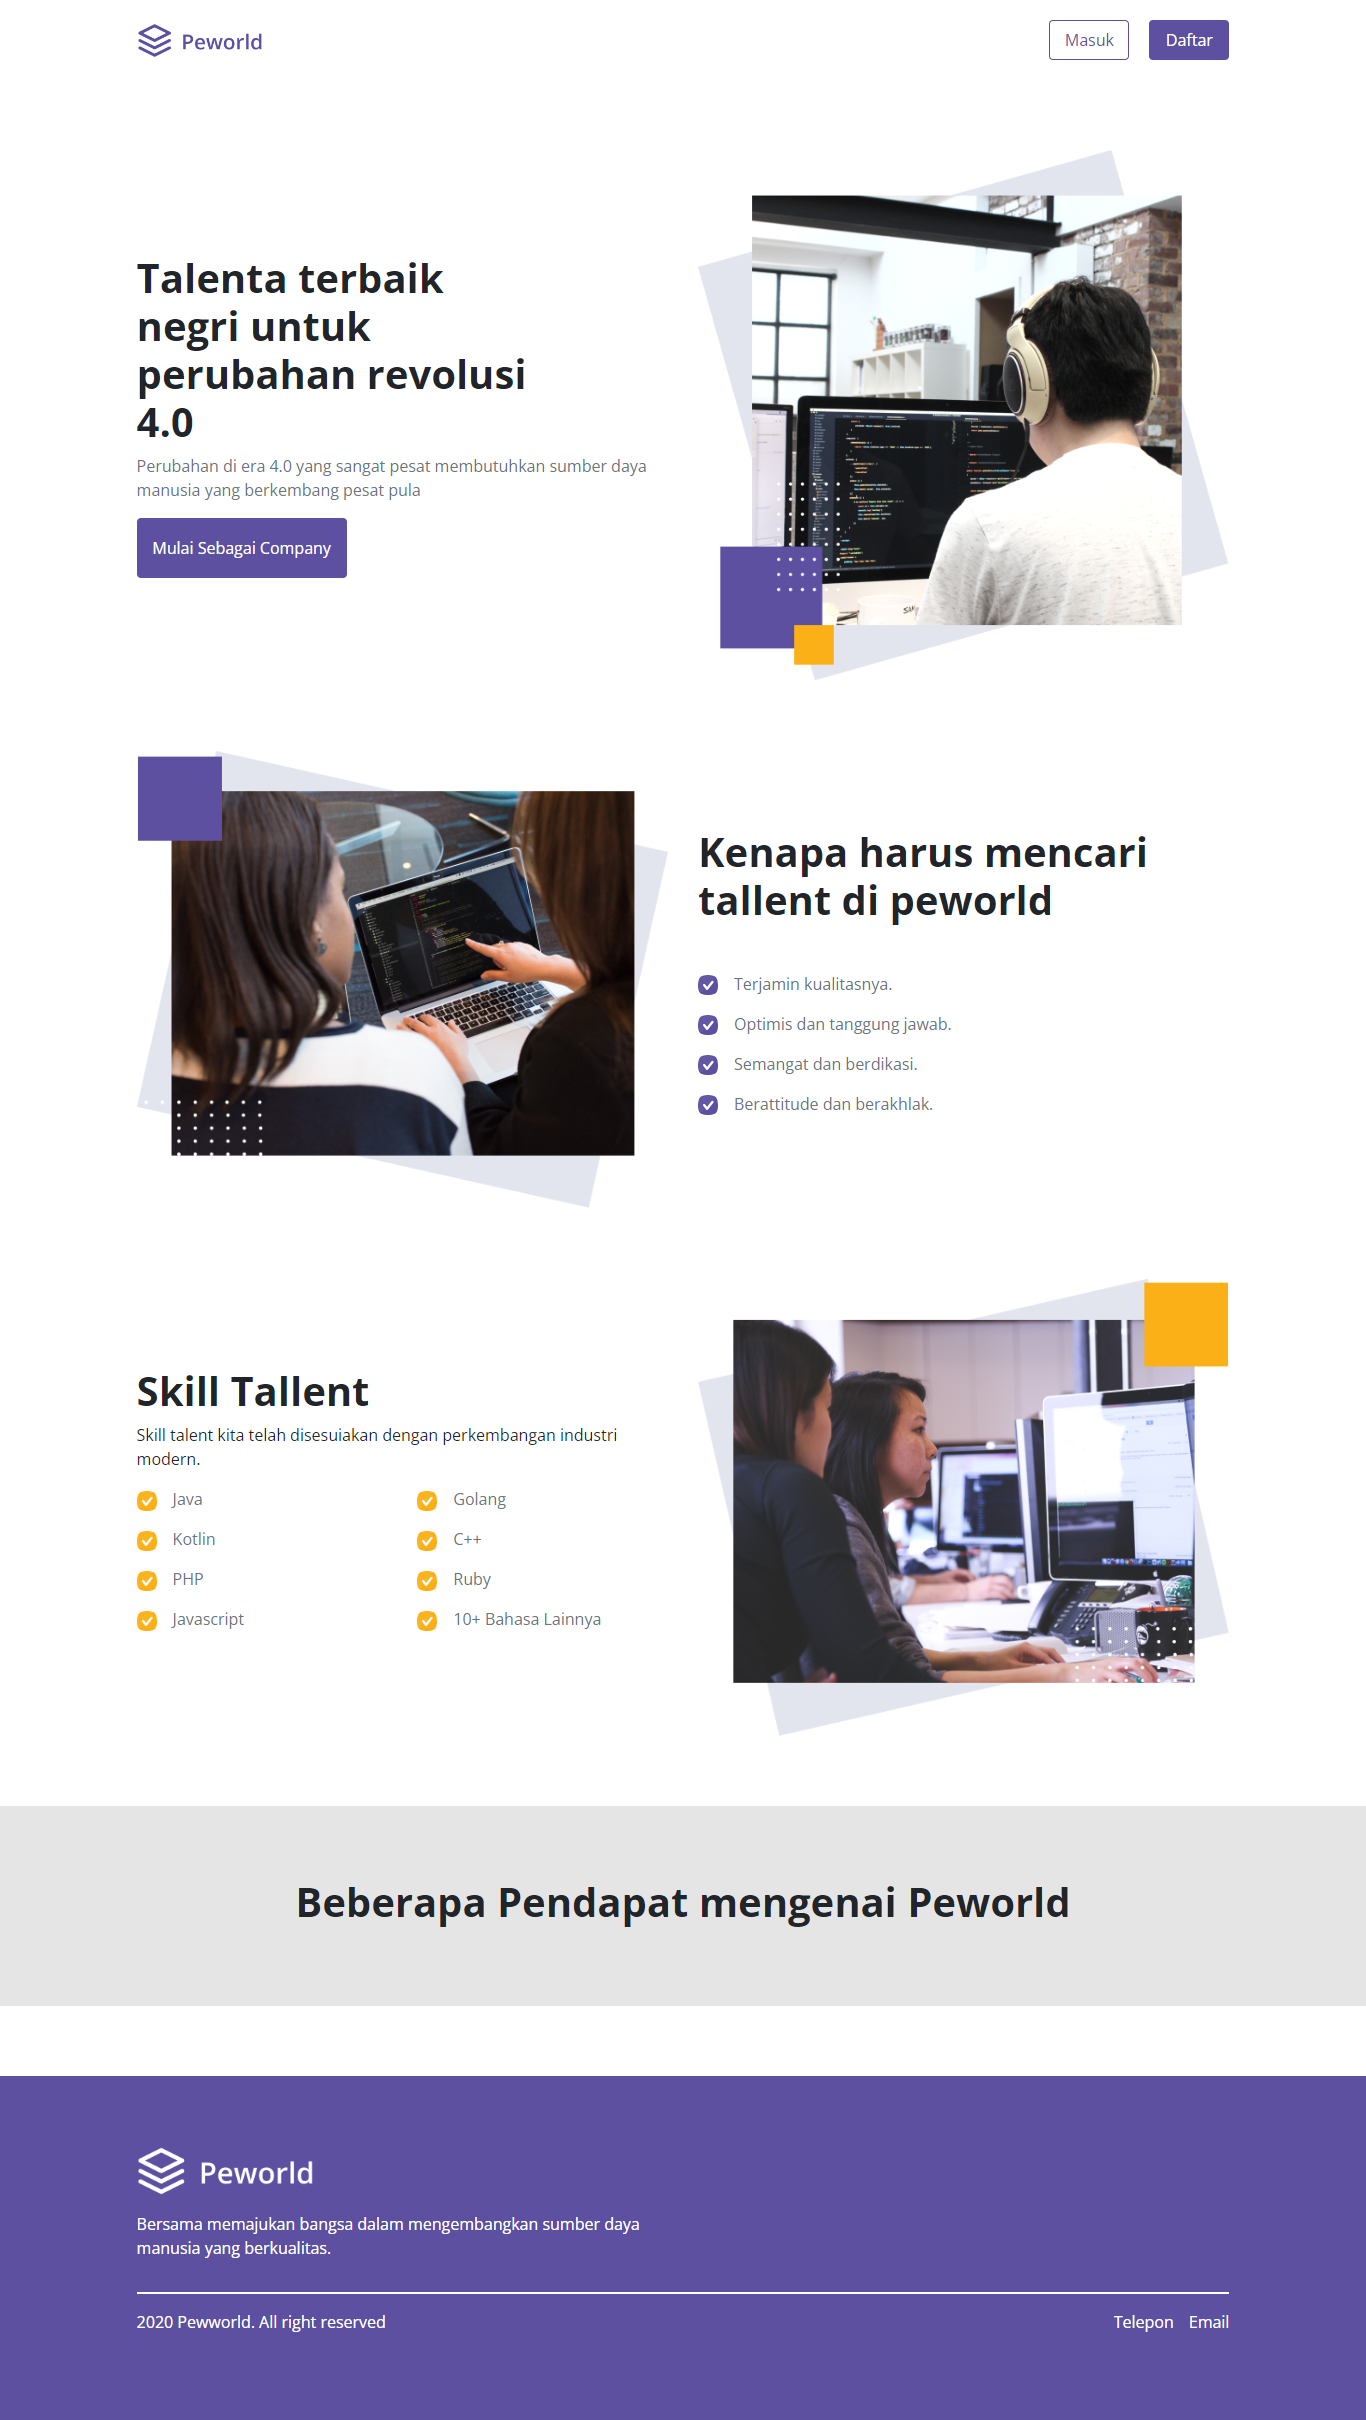 Peworld
Masuk
Daftar
Talenta terbaik
negri untuk
perubahan revolusi
4.0
Perubahan di era 4.0 yang sangat pesat membutuhkan sumber daya
manusia yang berkembang pesat pula
Mulai Sebagai Company
Kenapa harus mencari
tallent di peworld
Terjamin kualitasnya.
Optimis dan tanggung jawab.
Semangat dan berdikasi.
Berattitude dan berakhlak.
Skill Tallent
Skill talent kita telah disesuiakan dengan perkembangan industri
modern.
Java
Golang
Kotlin
C++
PHP
Ruby
Javascript
10+ Bahasa Lainnya
Beberapa Pendapat mengenai Peworld
Peworld
Bersama memajukan bangsa dalam mengembangkan sumber daya
manusia yang berkualitas.
2020 Pewworld. All right reserved
Telepon
Email